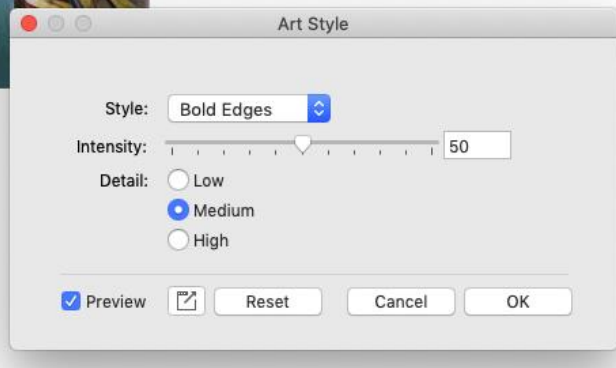 Art Style
Style: Bold Edges
Intensity: 50
Detail: Low
Medium
High
Preview Reset Cancel OK